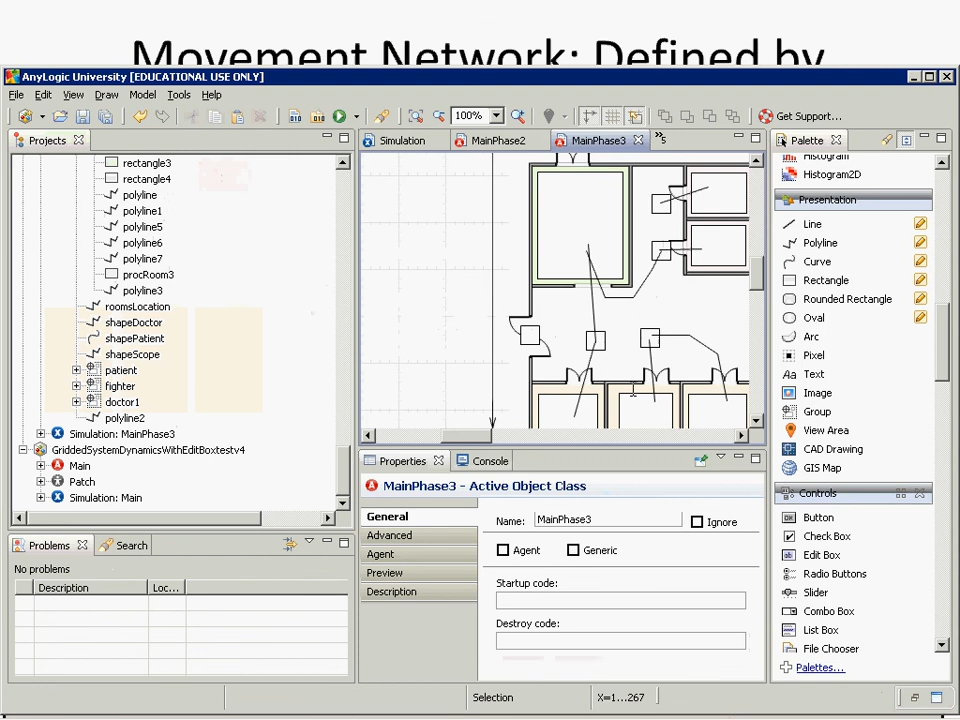 Movement Network: Defined by
AnyLogic University [EDUCATIONAL USE ONLY]
File Edit View Draw Model Tools Help
100% Get Support...
Projects
rectangle3
rectangle4
polyline
polyline1
polyline5
polyline6
polyline7
procRoom3
polyline3
roomsLocation
shapeDoctor
shapePatient
shapeScope
patient
fighter
doctor1
polyline2
Simulation: MainPhase3
GriddedSystemDynamicsWithEditBoxtestv4
Main
Patch
Simulation: Main
Problems Search
No problems
Description Loc...
Simulation MainPhase2 MainPhase3 »5
Properties Console
MainPhase3 - Active Object Class
General
Advanced
Agent
Preview
Description
Name: MainPhase3 Ignore
Agent Generic
Startup code:
Destroy code:
Palette
Histogram
Histogram2D
Presentation
Line
Polyline
Curve
Rectangle
Rounded Rectangle
Oval
Arc
Pixel
Text
Image
Group
View Area
CAD Drawing
GIS Map
Controls
Button
Check Box
Edit Box
Radio Buttons
Slider
Combo Box
List Box
File Chooser
Palettes...
Selection X=1...267